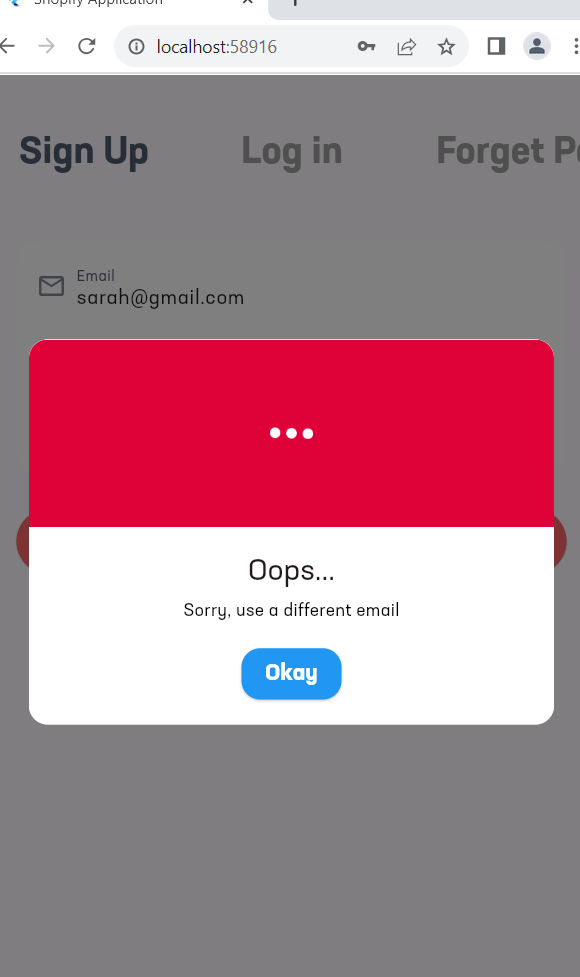 Shopify Application
localhost:58916
Sign Up Log in Forget
Email
sarah@gmail.com
Oops...
Sorry, use a different email
Okay